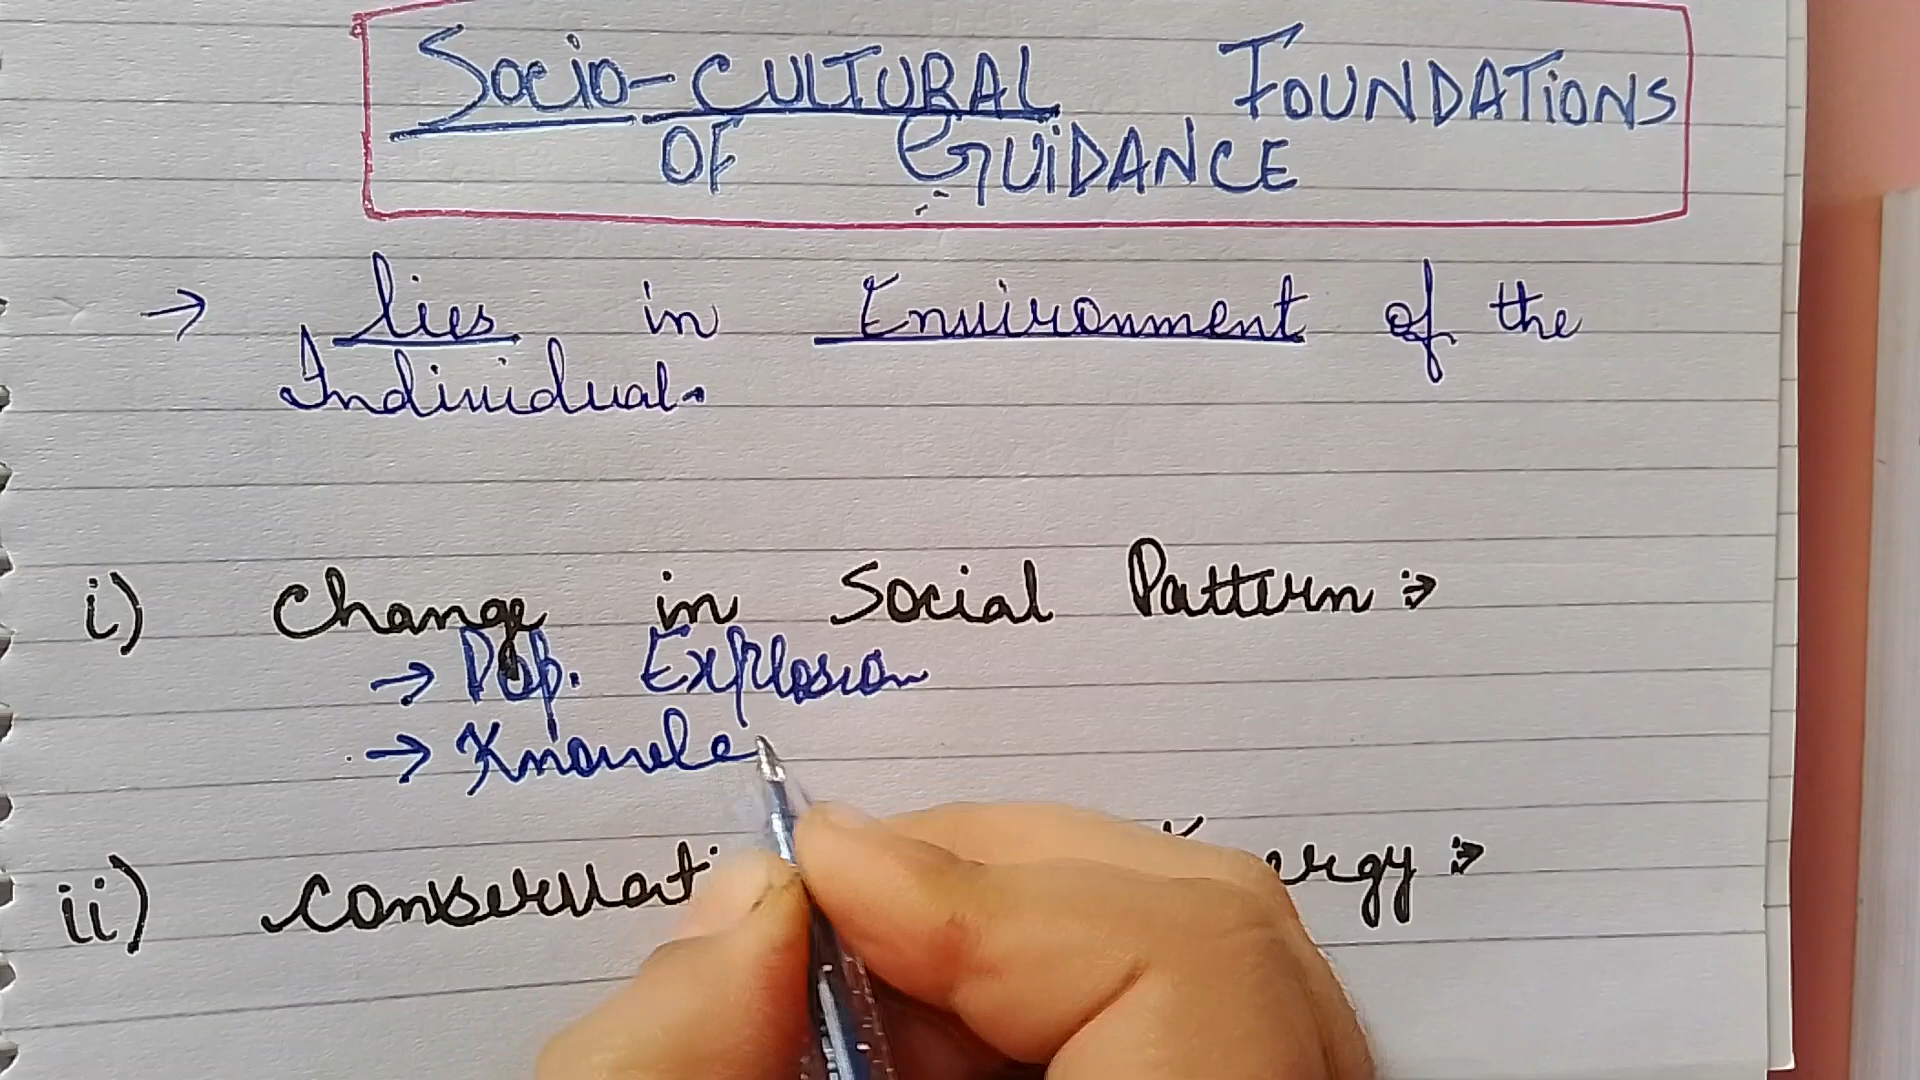 Socio-CULTURAL FOUNDATIONS
OF GUIDANCE
→ lies in Environment of the
Individual.
i) Change in Social Pattern :→
→ Pop. Explosion
→ Knowle
ii) Conservati ergy :→